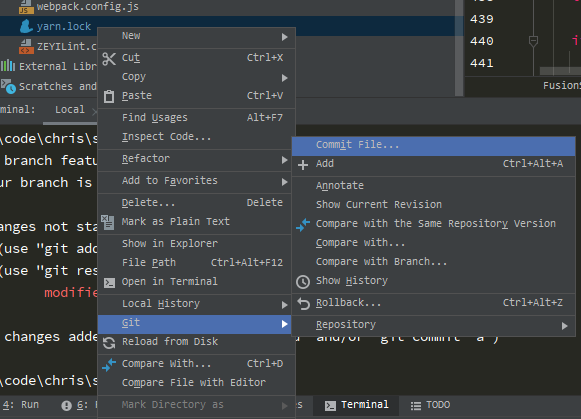 webpack.config.js
yarn.lock
ZEYILint.c
External Libr
Scratches and
439
440
i
441
FusionS
minal: Local
\code\chris\s
branch featu
ur branch is
anges not sta
(use "git add
(use "git res
modifie
changes adde
and/or "git commit -a")
\code\chris\s
New
Cut Ctrl+X
Copy
Paste Ctrl+V
Find Usages Alt+F7
Inspect Code...
Refactor
Add to Favorites
Delete... Delete
Mark as Plain Text
Show in Explorer
File Path Ctrl+Alt+F12
Open in Terminal
Local History
Git
Reload from Disk
Compare With... Ctrl+D
Compare File with Editor
Mark Directory as
Commit File...
Add Ctrl+Alt+A
Annotate
Show Current Revision
Compare with the Same Repository Version
Compare with...
Compare with Branch...
Show History
Rollback... Ctrl+Alt+Z
Repository
4: Run
6:
es
Terminal
TODO